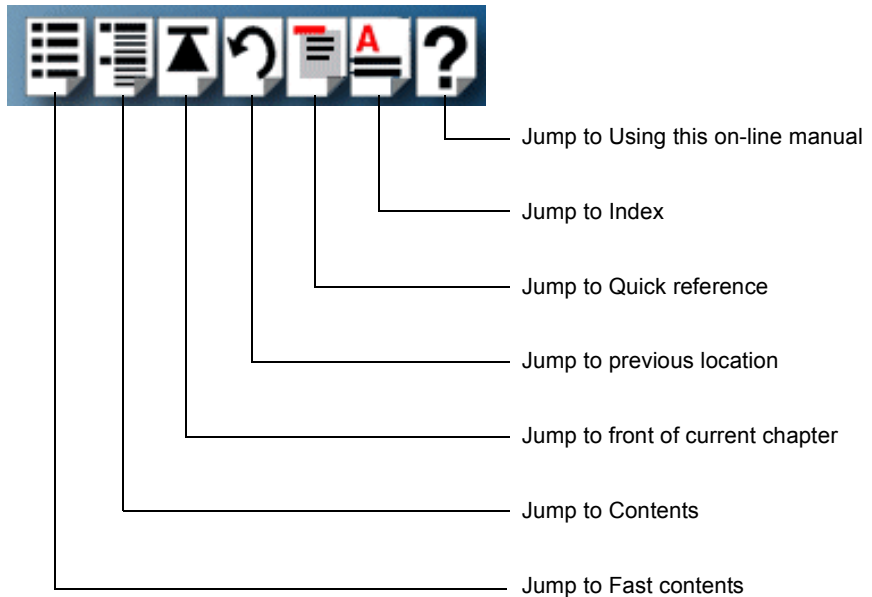 A
?
Jump to Using this on-line manual
Jump to Index
Jump to Quick reference
Jump to previous location
Jump to front of current chapter
Jump to Contents
Jump to Fast contents